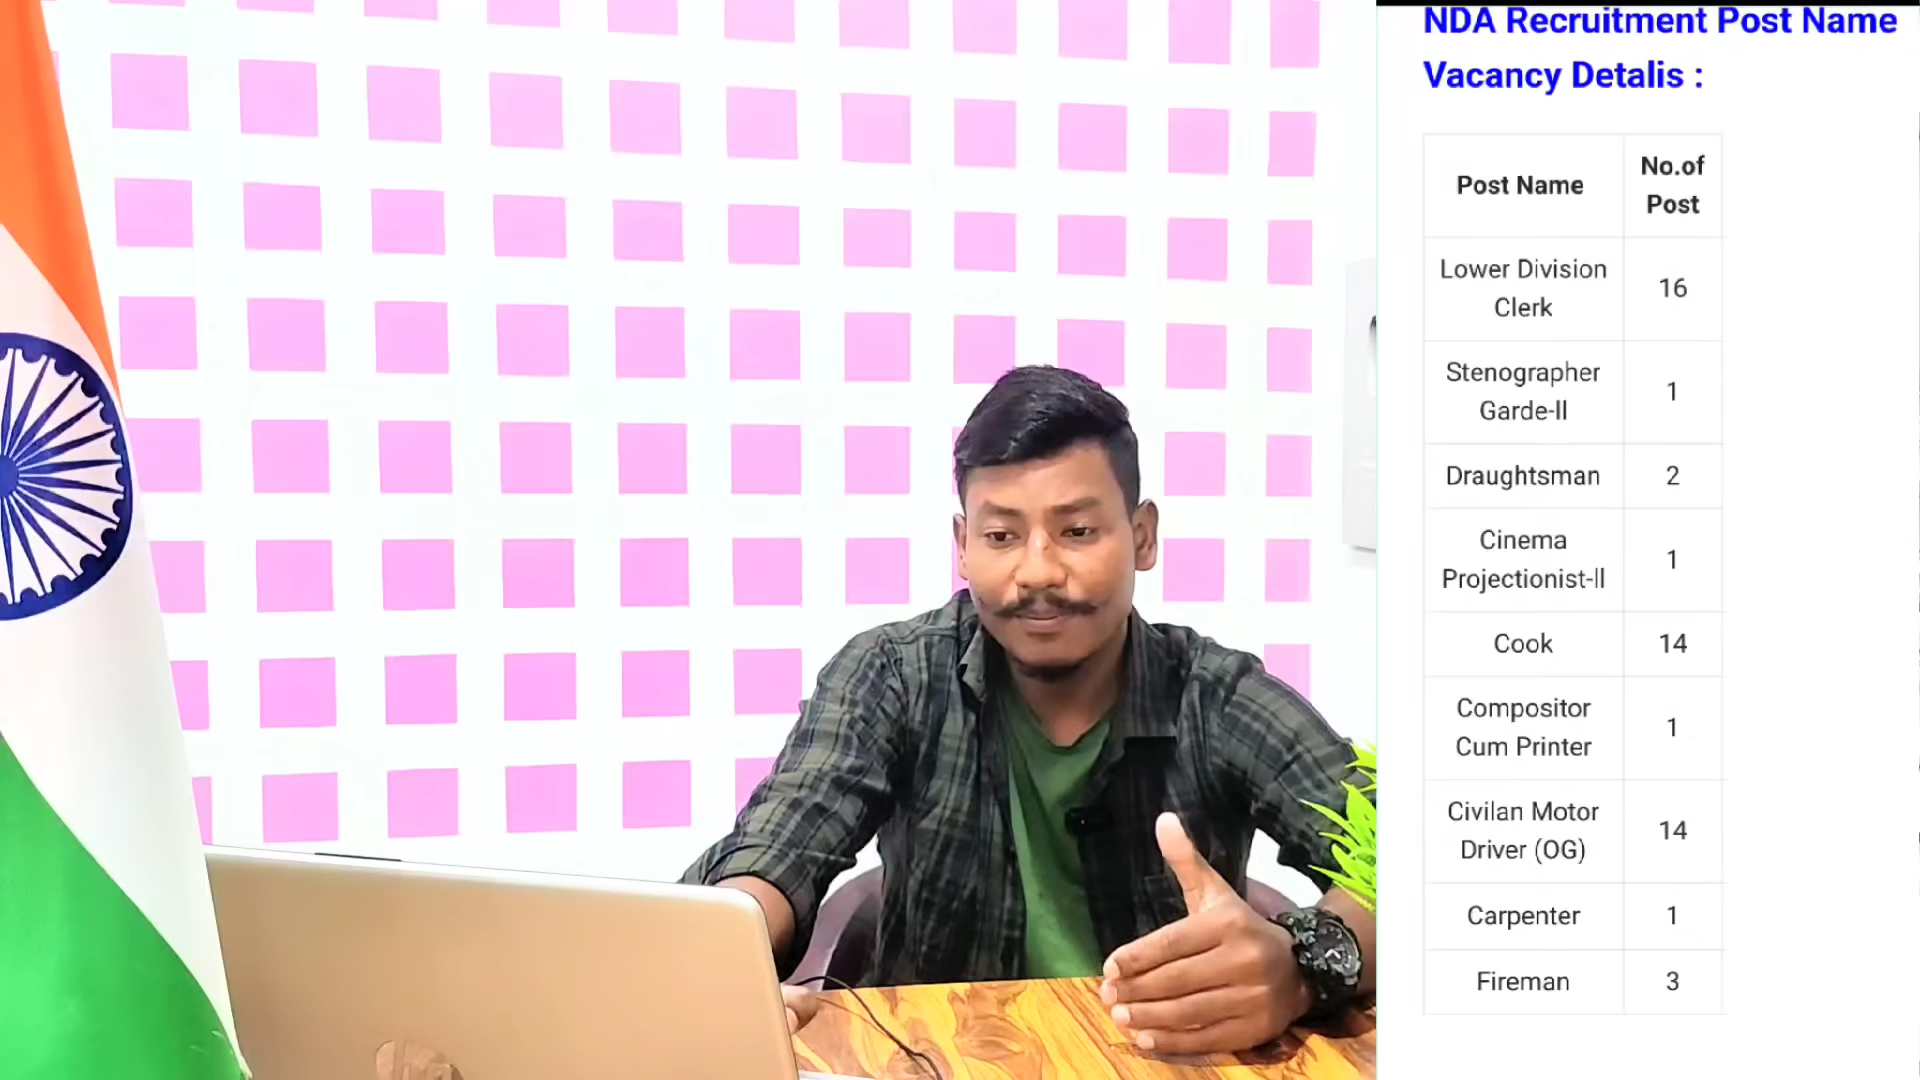 NDA Recruitment Post Name
Vacancy Detalis :
Post Name
No.of
Post
Lower Division
Clerk
16
Stenographer
Garde-II
1
Draughtsman
2
Cinema
Projectionist-II
1
Cook
14
Compositor
Cum Printer
1
Civilan Motor
Driver (OG)
14
Carpenter
1
Fireman
3